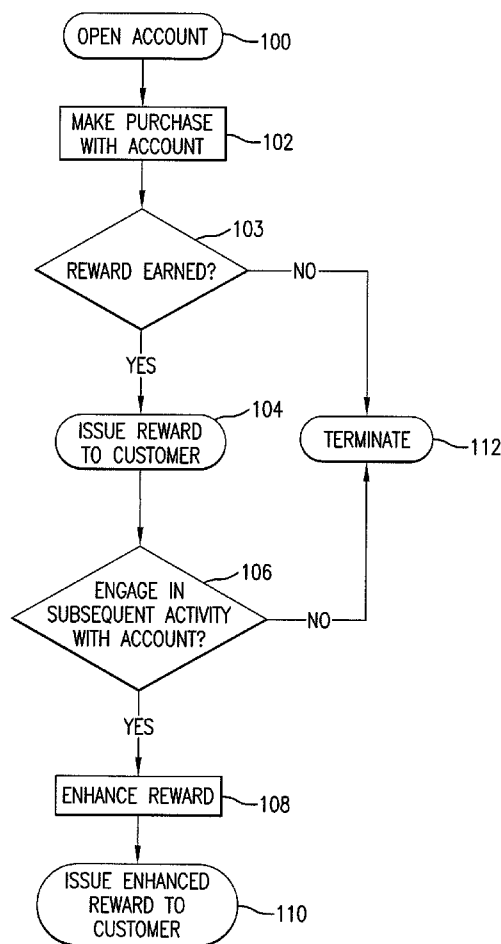 OPEN ACCOUNT
100
MAKE PURCHASE
WITH ACCOUNT
102
103
REWARD EARNED?
NO
YES
104
ISSUE REWARD
TO CUSTOMER
TERMINATE
112
106
ENGAGE IN
SUBSEQUENT ACTIVITY
WITH ACCOUNT?
NO
YES
ENHANCE REWARD
108
ISSUE ENHANCED
REWARD TO
CUSTOMER
110